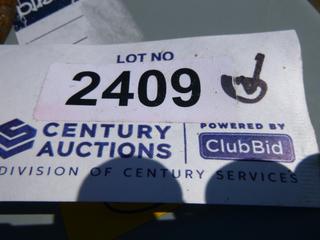 LOT NO
2409
CENTURY
AUCTIONS
POWERED BY
ClubBid
DIVISION OF CENTURY SERVICES